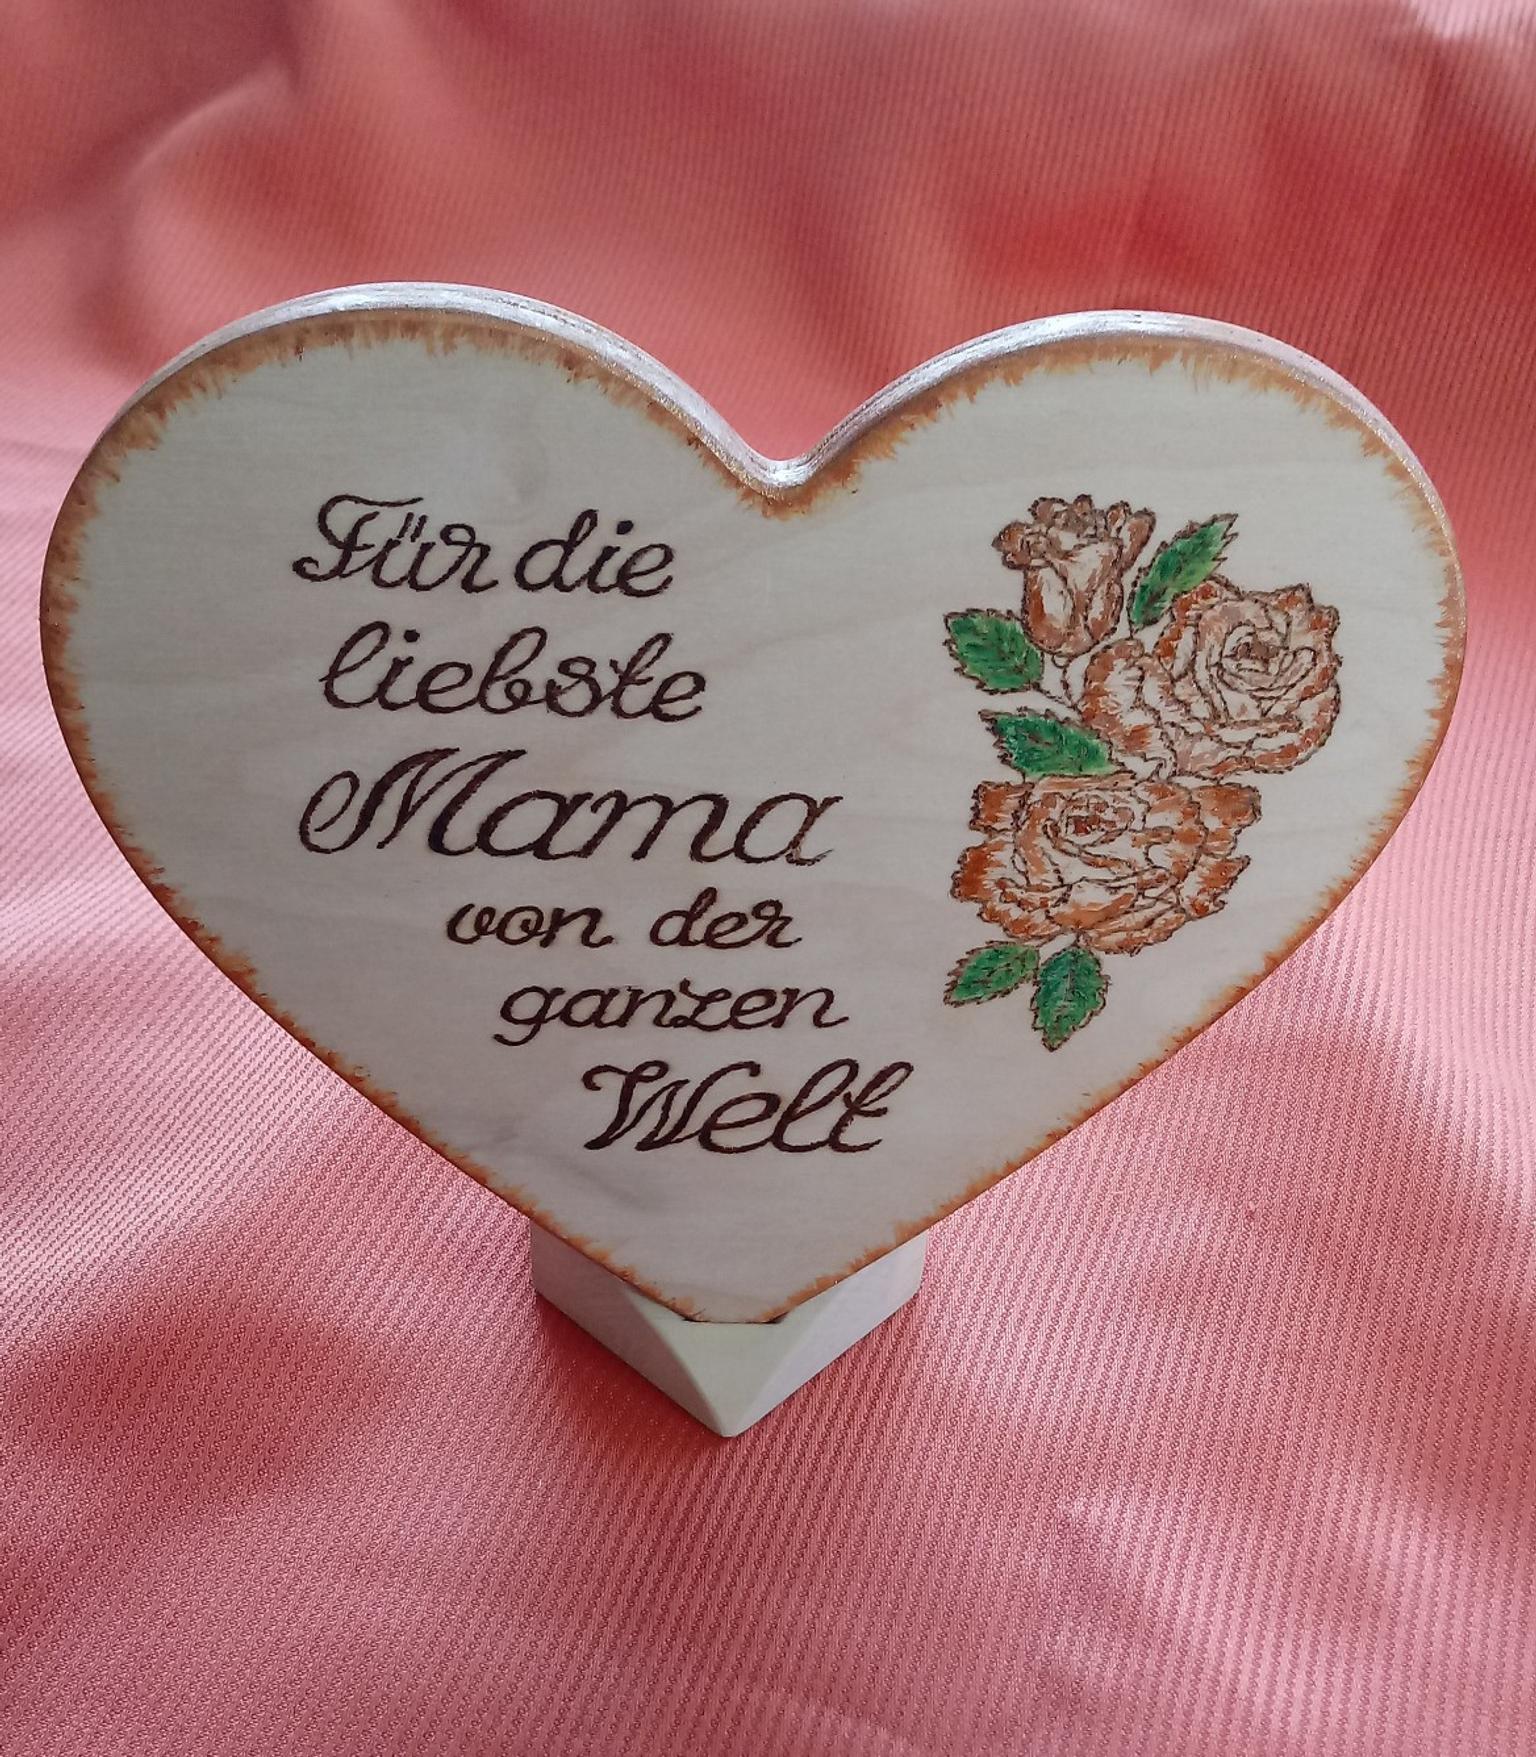 Für die
liebste
Mama
von der
ganzen
Welt